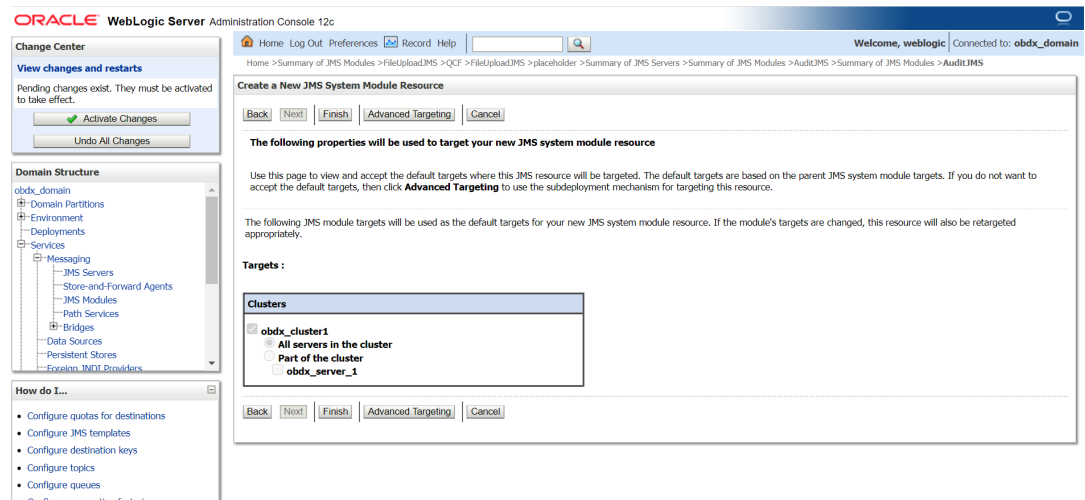 ORACLE WebLogic Server Administration Console 12c
Change Center
View changes and restarts
Pending changes exist. They must be activated
to take effect.
Activate Changes
Undo All Changes
Domain Structure
obdx_domain
Domain Partitions
Environment
Deployments
Services
Messaging
JMS Servers
Store-and-Forward Agents
JMS Modules
Path Services
Bridges
Data Sources
Persistent Stores
Foreign JNDI Providers
How do I...
Configure quotas for destinations
Configure JMS templates
Configure destination keys
Configure topics
Configure queues
Home Log Out Preferences Record Help
Welcome, weblogic Connected to: obdx_domain
Home >Summary of JMS Modules >FileUploadJMS >QCF >FileUploadJMS >placeholder >Summary of JMS Servers >Summary of JMS Modules >AuditJMS >Summary of JMS Modules >AuditJMS
Create a New JMS System Module Resource
Back Next Finish Advanced Targeting Cancel
The following properties will be used to target your new JMS system module resource
Use this page to view and accept the default targets where this JMS resource will be targeted. The default targets are based on the parent JMS system module targets. If you do not want to
accept the default targets, then click Advanced Targeting to use the subdeployment mechanism for targeting this resource.
The following JMS module targets will be used as the default targets for your new JMS system module resource. If the module's targets are changed, this resource will also be retargeted
appropriately.
Targets :
Clusters
obdx_cluster1
All servers in the cluster
Part of the cluster
obdx_server_1
Back Next Finish Advanced Targeting Cancel